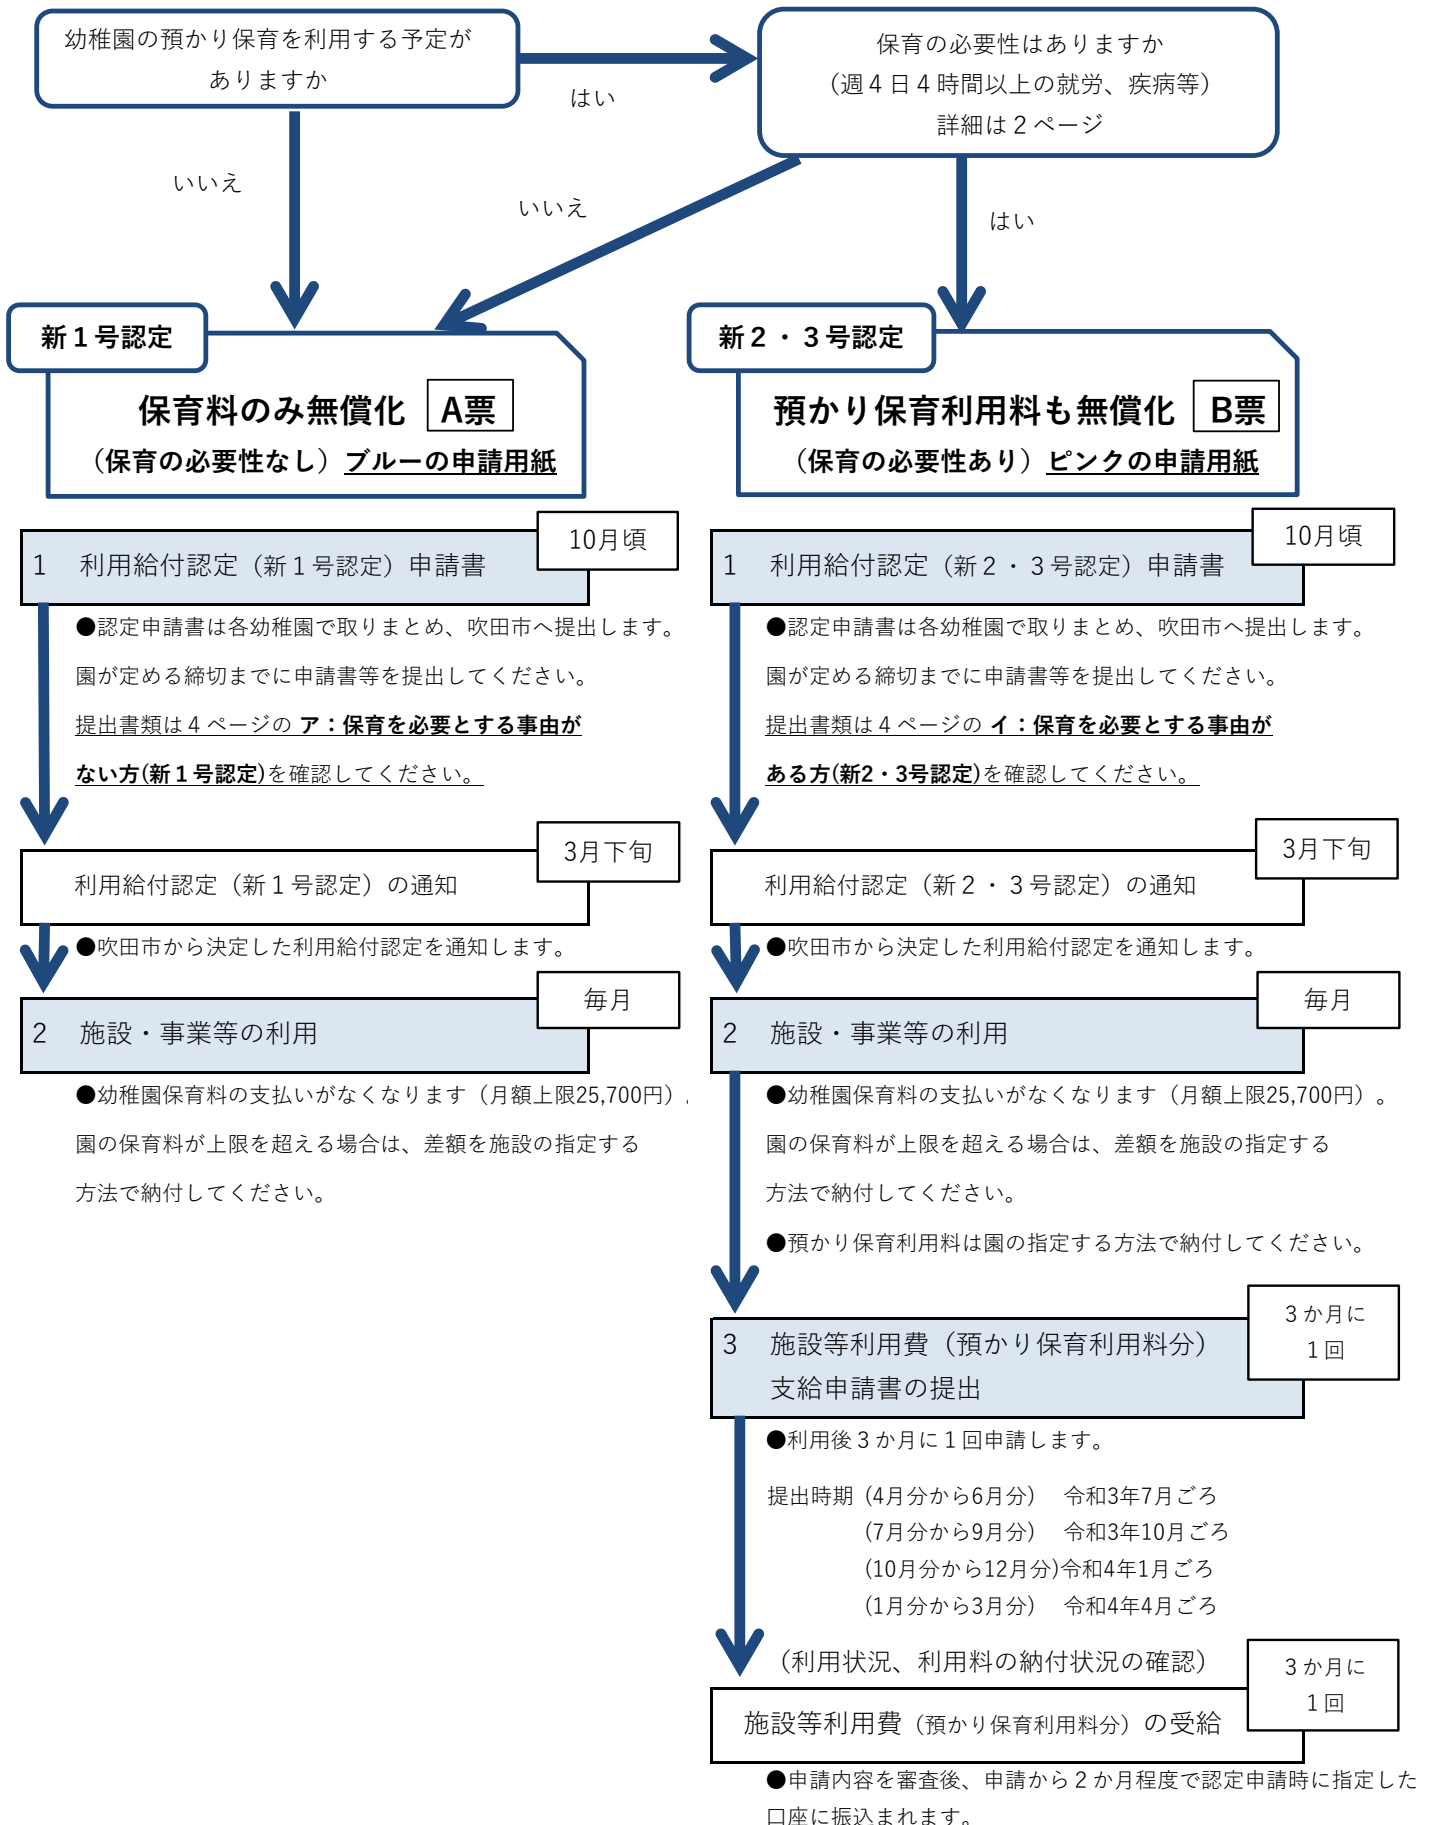 幼稚園の預かり保育を利用する予定が
ありますか
はい
保育の必要性はありますか
（週４日４時間以上の就労、疾病等）
詳細は２ページ
いいえ
いいえ
はい
新１号認定
保育料のみ無償化 A票
（保育の必要性なし）ブルーの申請用紙
10月頃
1 利用給付認定（新１号認定）申請書
●認定申請書は各幼稚園で取りまとめ、吹田市へ提出します。
園が定める締切までに申請書等を提出してください。
提出書類は４ページの ア：保育を必要とする事由が
ない方(新１号認定)を確認してください。
3月下旬
利用給付認定（新１号認定）の通知
●吹田市から決定した利用給付認定を通知します。
毎月
2 施設・事業等の利用
●幼稚園保育料の支払いがなくなります（月額上限25,700円）.
園の保育料が上限を超える場合は、差額を施設の指定する
方法で納付してください。
新２・３号認定
預かり保育利用料も無償化 B票
（保育の必要性あり）ピンクの申請用紙
10月頃
1 利用給付認定（新２・３号認定）申請書
●認定申請書は各幼稚園で取りまとめ、吹田市へ提出します。
園が定める締切までに申請書等を提出してください。
提出書類は４ページの イ：保育を必要とする事由が
ある方(新2・3号認定)を確認してください。
3月下旬
利用給付認定（新２・３号認定）の通知
●吹田市から決定した利用給付認定を通知します。
毎月
2 施設・事業等の利用
●幼稚園保育料の支払いがなくなります（月額上限25,700円）。
園の保育料が上限を超える場合は、差額を施設の指定する
方法で納付してください。
●預かり保育利用料は園の指定する方法で納付してください。
３か月に
１回
3 施設等利用費（預かり保育利用料分）
支給申請書の提出
●利用後３か月に１回申請します。
提出時期 (4月分から6月分) 令和3年7月ごろ
(7月分から9月分) 令和3年10月ごろ
(10月分から12月分)令和4年1月ごろ
(1月分から3月分) 令和4年4月ごろ
（利用状況、利用料の納付状況の確認）
３か月に
１回
施設等利用費（預かり保育利用料分）の受給
●申請内容を審査後、申請から２か月程度で認定申請時に指定した
口座に振込まれます。